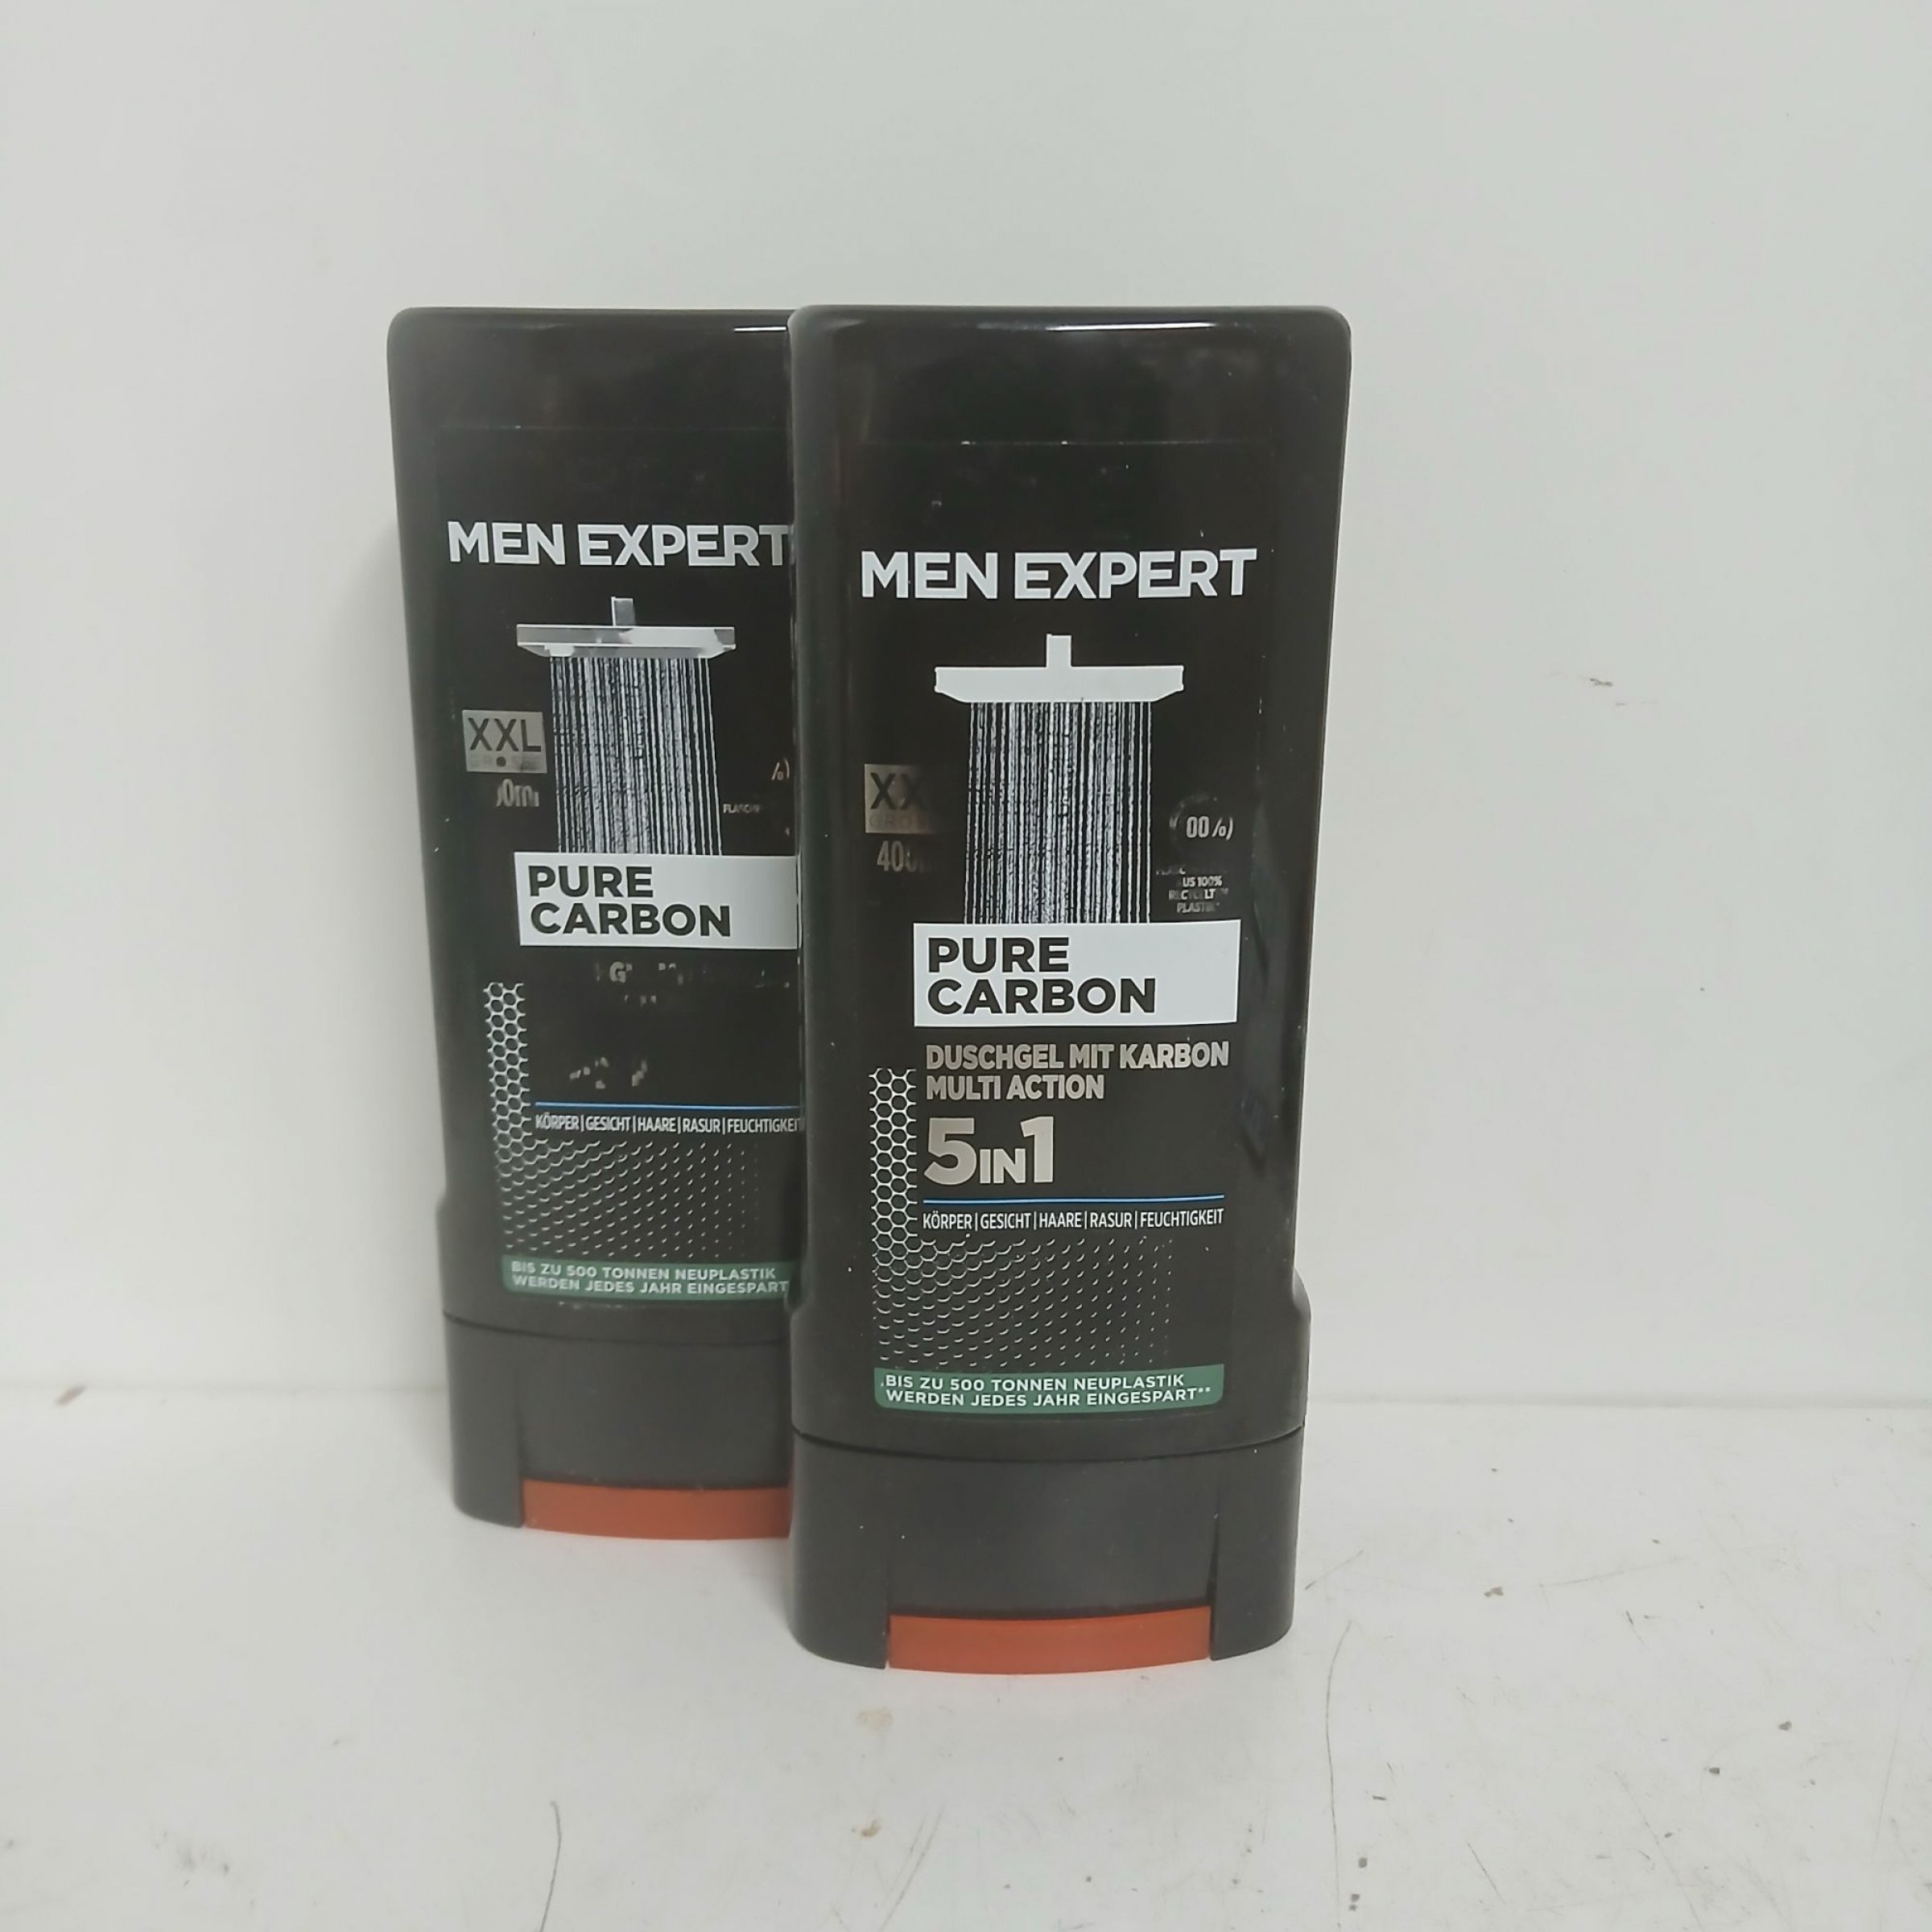 MEN EXPERT
XXL
PURE
CARBON
KÖRPER|GESICHT|HAARE|RASUR|FEUCHTIGKEIT
BIS ZU 500 TONNEN NEUPLASTIK
WERDEN JEDES JAHR EINGESPART
MEN EXPERT
PURE
CARBON
DUSCHGEL MIT KARBON
MULTI ACTION
5IN1
KÖRPER|GESICHT|HAARE|RASUR|FEUCHTIGKEIT
BIS ZU 500 TONNEN NEUPLASTIK
WERDEN JEDES JAHR EINGESPART**